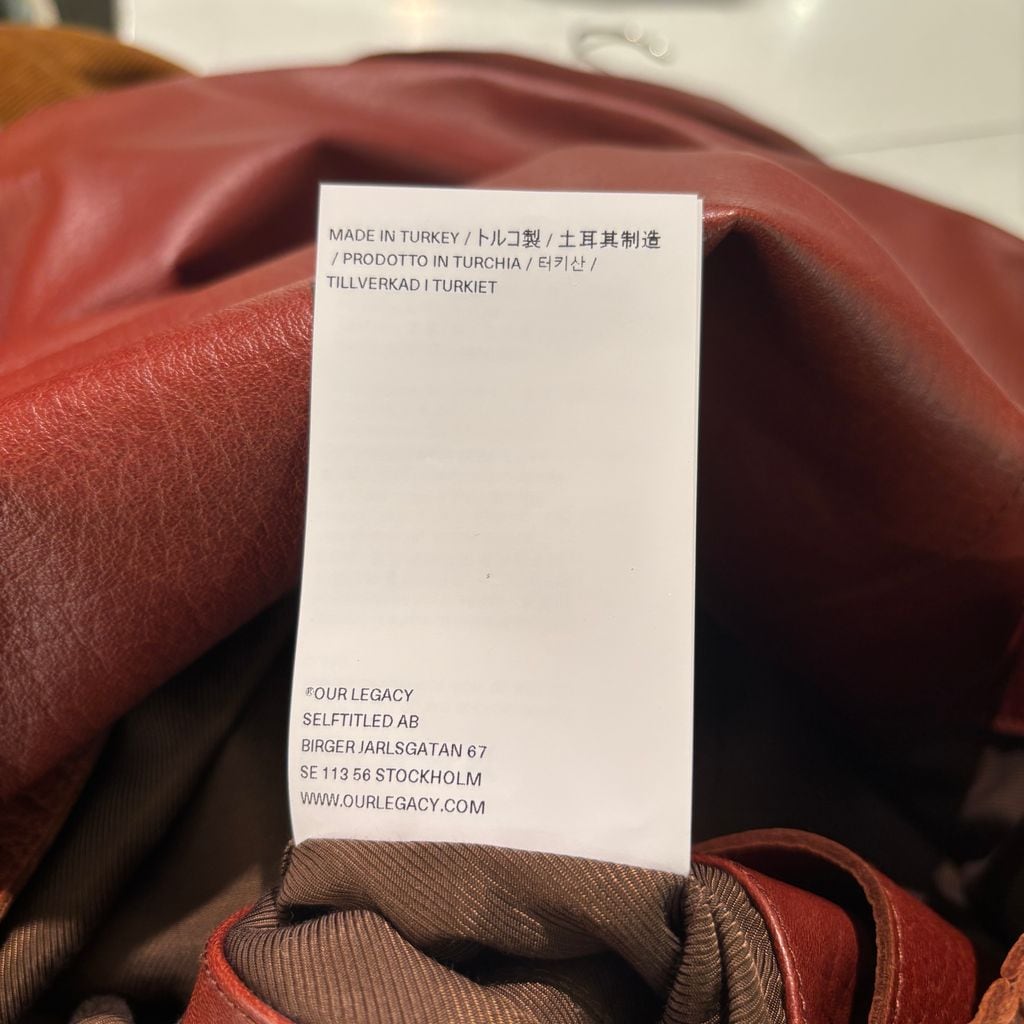 MADE IN TURKEY / トルコ製 / 土耳其制造
/ PRODOTTO IN TURCHIA / 터키산 /
TILLVERKAD I TURKIET
®OUR LEGACY
SELFTITLED AB
BIRGER JARLSGATAN 67
SE 113 56 STOCKHOLM
WWW.OURLEGACY.COM